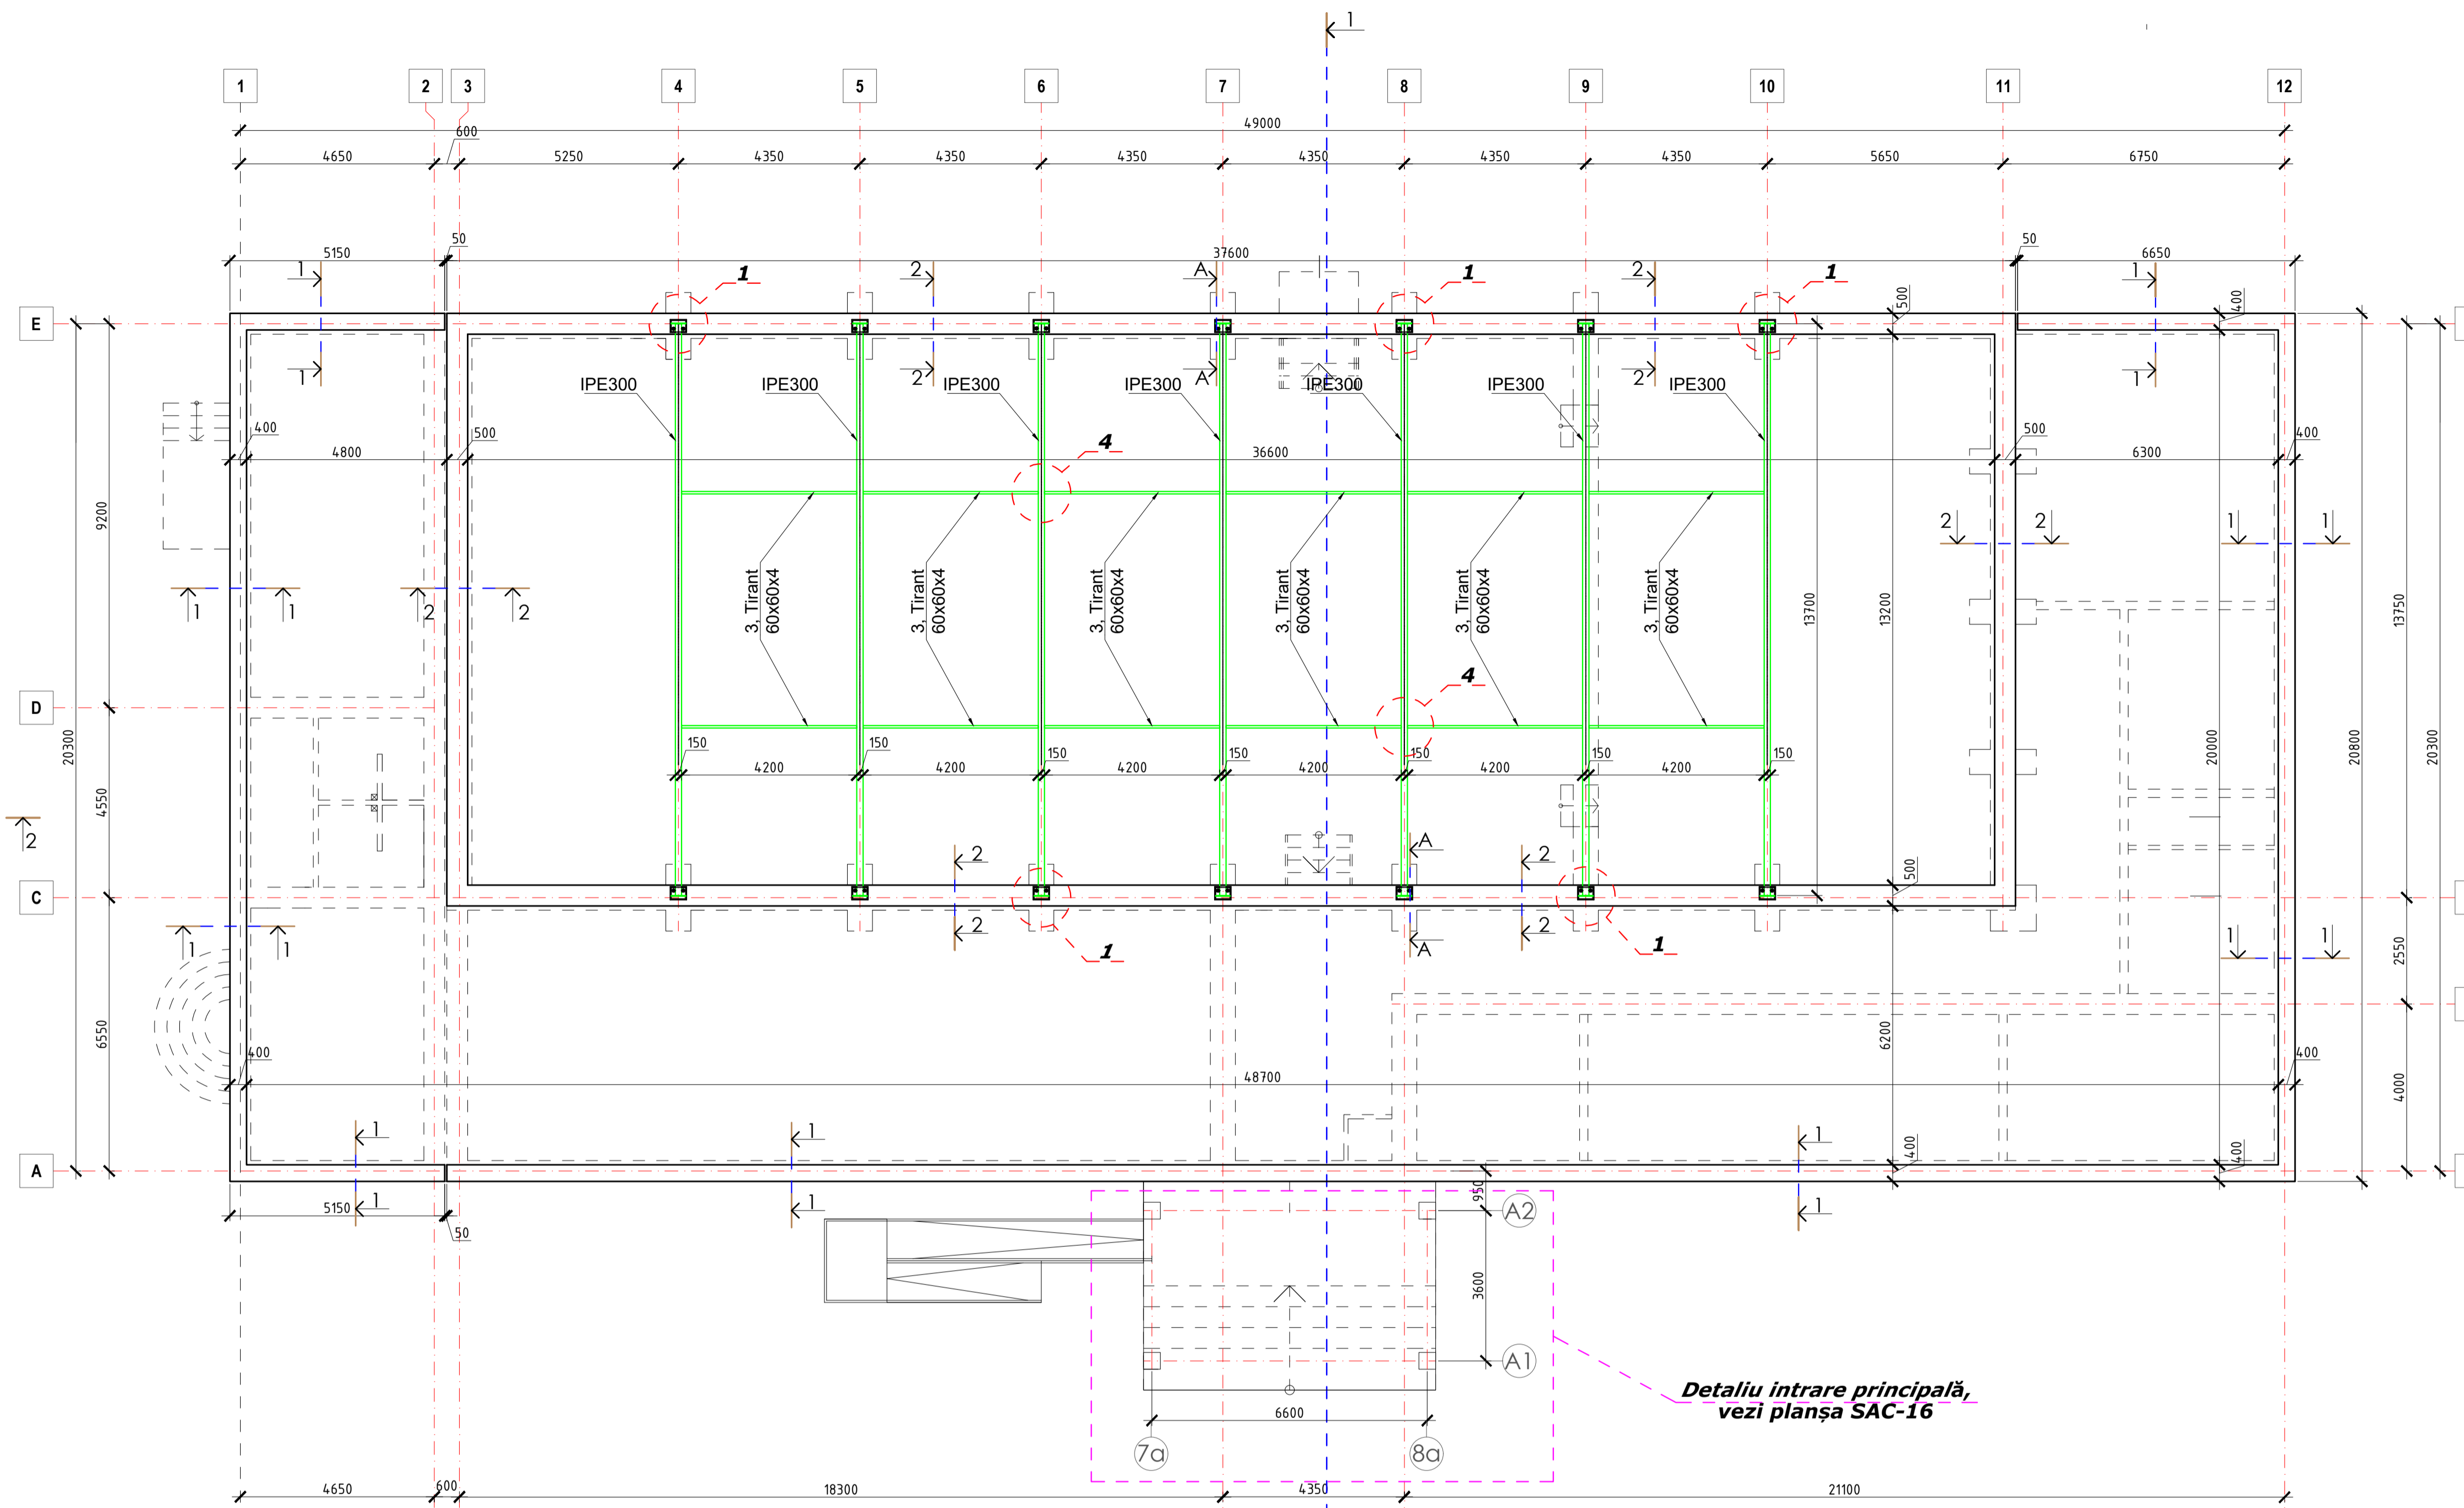 1
1 2 3 4 5 6 7 8 9 10 11 12
49000
600
4650 5250 4350 4350 4350 4350 4350 4350 5650 6750
50 50
5150 37600 6650
1 2 A 2 1
1 1 1
500 400
E
1 2 A 2 1
IPE300 IPE300 IPE300 IPE300 IPE300 IPE300 IPE300
400 500 500 400
4
4800 36600 6300
9200
2 2 1 1
3, Tirant
60x60x4
3, Tirant
60x60x4
3, Tirant
60x60x4
3, Tirant
60x60x4
3, Tirant
60x60x4
3, Tirant
60x60x4
1 1 2 2
13700 13200 13750
4
D
20300
150 150 150 150 150 150 150
20000 20800 20300
4200 4200 4200 4200 4200 4200
4550
2
A
2 2
500
C
2 A 2
1 1 1 1
1 1
2550
6550
6200
400 400
48700
4000
1 1 1
400 400
A
950
1 1 1
5150
A2
50
3600
A1
Detaliu intrare principală,
vezi planșa SAC-16
6600
7a 8a
4650 600 18300 4350 21100